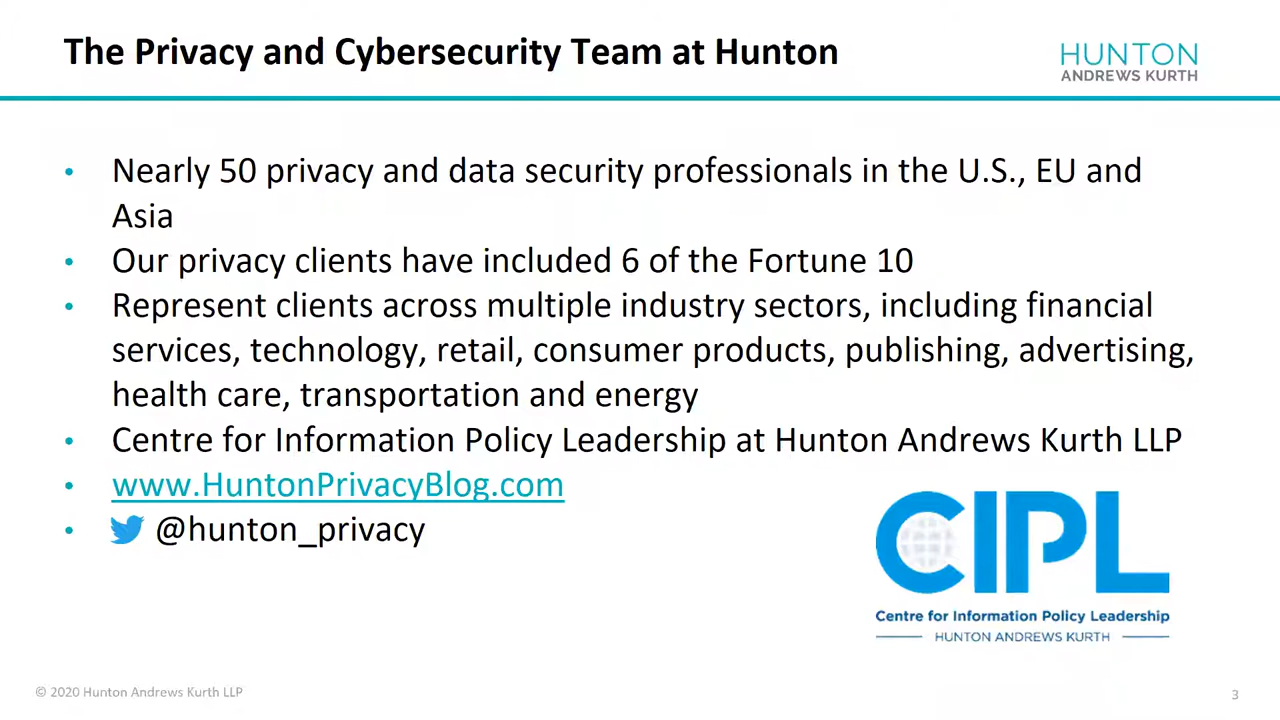 The Privacy and Cybersecurity Team at Hunton
HUNTON
ANDREWS KURTH
• Nearly 50 privacy and data security professionals in the U.S., EU and
Asia
• Our privacy clients have included 6 of the Fortune 10
• Represent clients across multiple industry sectors, including financial
services, technology, retail, consumer products, publishing, advertising,
health care, transportation and energy
• Centre for Information Policy Leadership at Hunton Andrews Kurth LLP
• www.HuntonPrivacyBlog.com
• @hunton_privacy
CIPL
Centre for Information Policy Leadership
HUNTON ANDREWS KURTH
© 2020 Hunton Andrews Kurth LLP
3